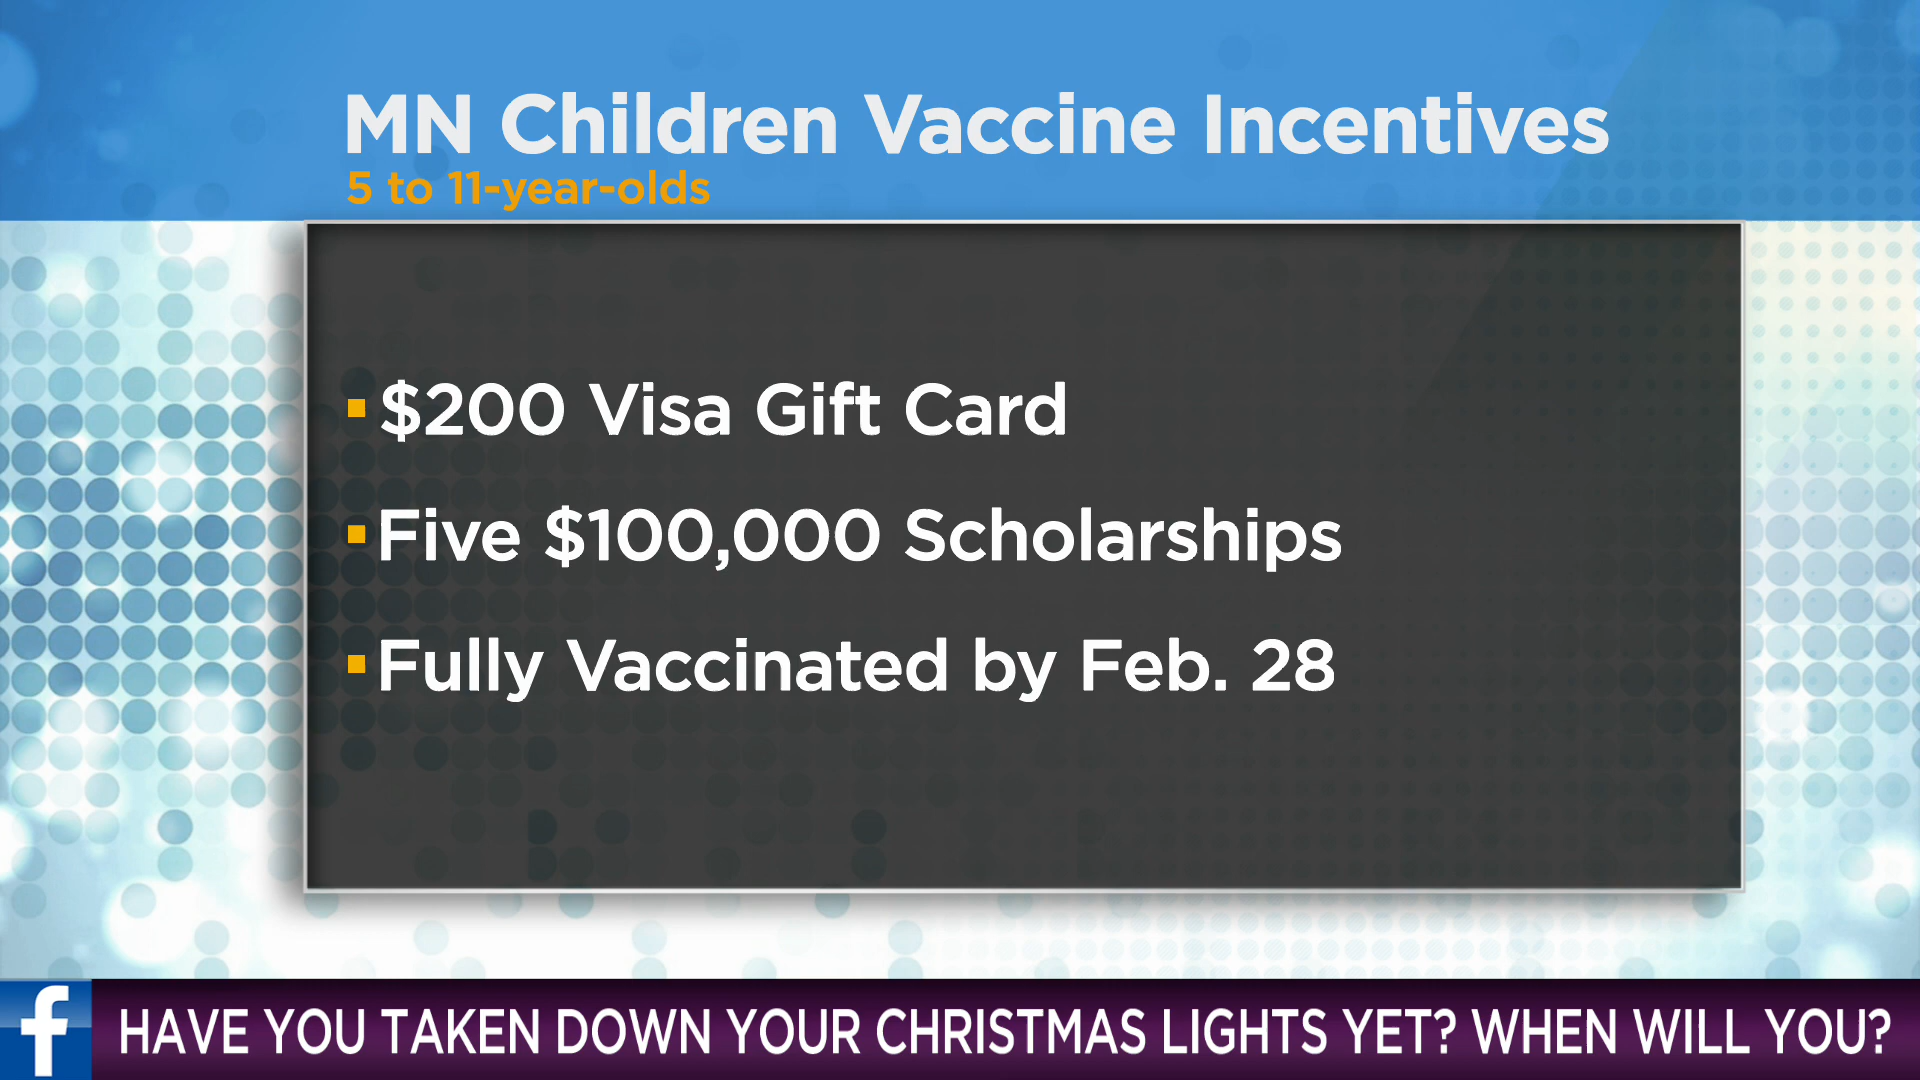 MN Children Vaccine Incentives
5 to 11-year-olds
$200 Visa Gift Card
Five $100,000 Scholarships
Fully Vaccinated by Feb. 28
f HAVE YOU TAKEN DOWN YOUR CHRISTMAS LIGHTS YET? WHEN WILL YOU?